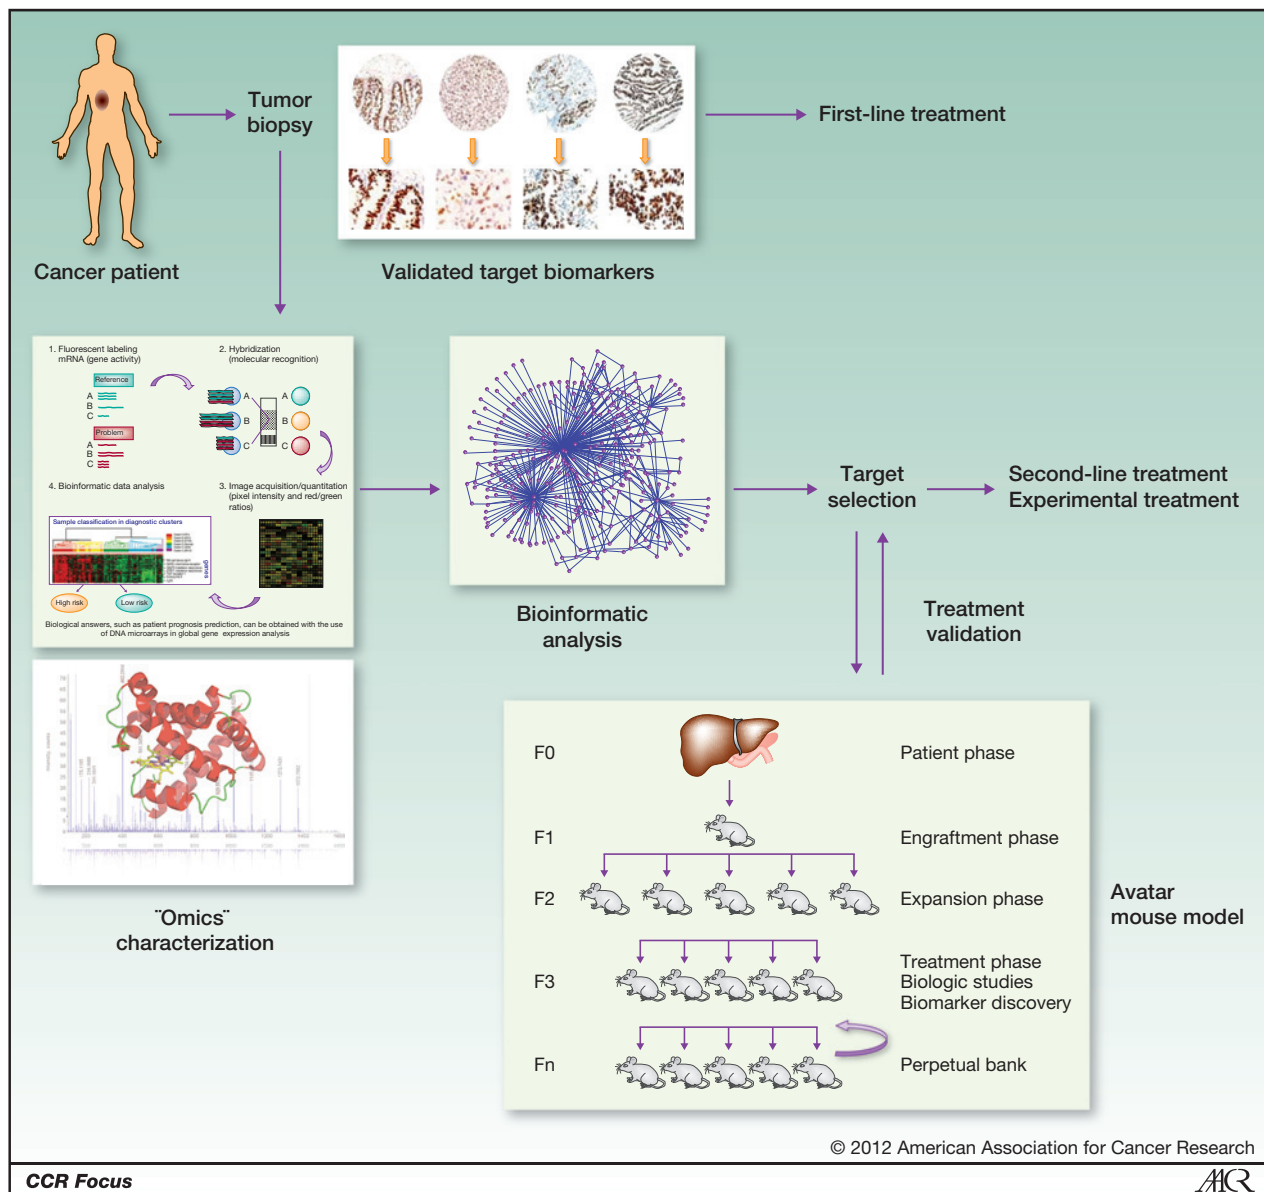 Tumor
biopsy
First-line treatment
Cancer patient
Validated target biomarkers
1. Fluorescent labeling
mRNA (gene activity)
2. Hybridization
(molecular recognition)
Reference
A
B
C
Problem
A
B
C
A
B
C
A
B
C
4. Bioinformatic data analysis
3. Image acquisition/quantitation
(pixel intensity and red/green
ratios)
Sample classification in diagnostic clusters
genes
High risk
Low risk
Biological answers, such as patient prognosis prediction, can be obtained with the use
of DNA microarrays in global gene expression analysis
Bioinformatic
analysis
Target
selection
Second-line treatment
Experimental treatment
Treatment
validation
¨Omics¨
characterization
F0
Patient phase
F1
Engraftment phase
F2
Expansion phase
F3
Treatment phase
Biologic studies
Biomarker discovery
Fn
Perpetual bank
Avatar
mouse model
© 2012 American Association for Cancer Research
CCR Focus
AACR